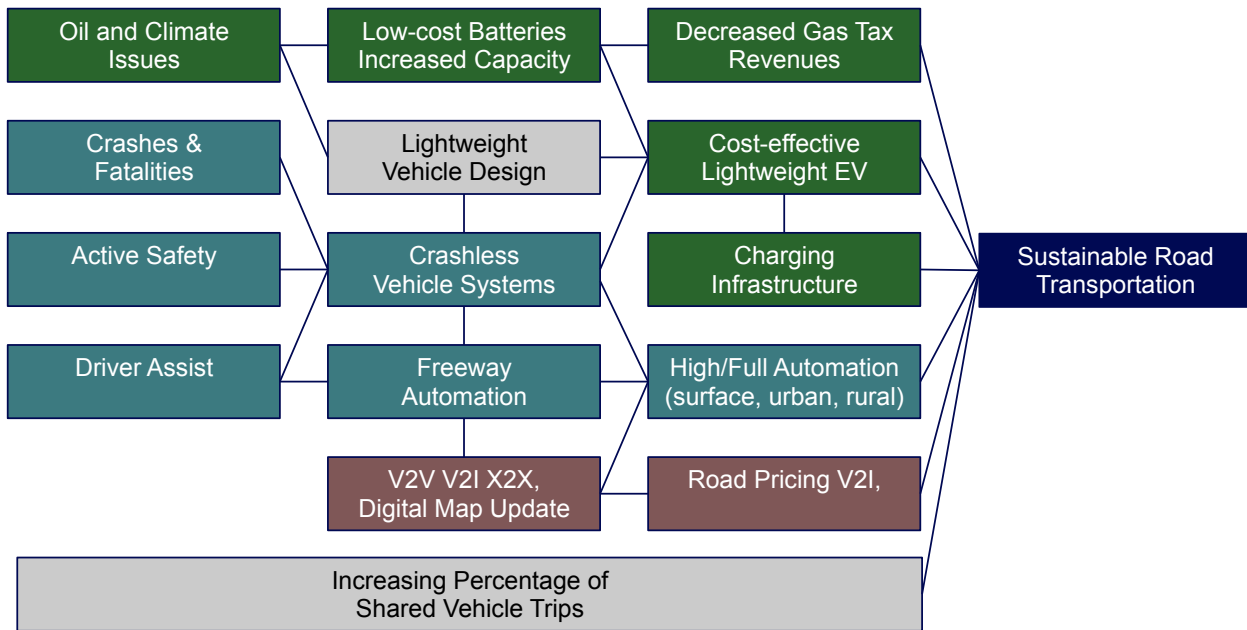 Oil and Climate
Issues
Low-cost Batteries
Increased Capacity
Decreased Gas Tax
Revenues
Crashes &
Fatalities
Lightweight
Vehicle Design
Cost-effective
Lightweight EV
Active Safety
Crashless
Vehicle Systems
Charging
Infrastructure
Sustainable Road
Transportation
Driver Assist
Freeway
Automation
High/Full Automation
(surface, urban, rural)
V2V V2I X2X,
Digital Map Update
Road Pricing V2I,
Increasing Percentage of
Shared Vehicle Trips